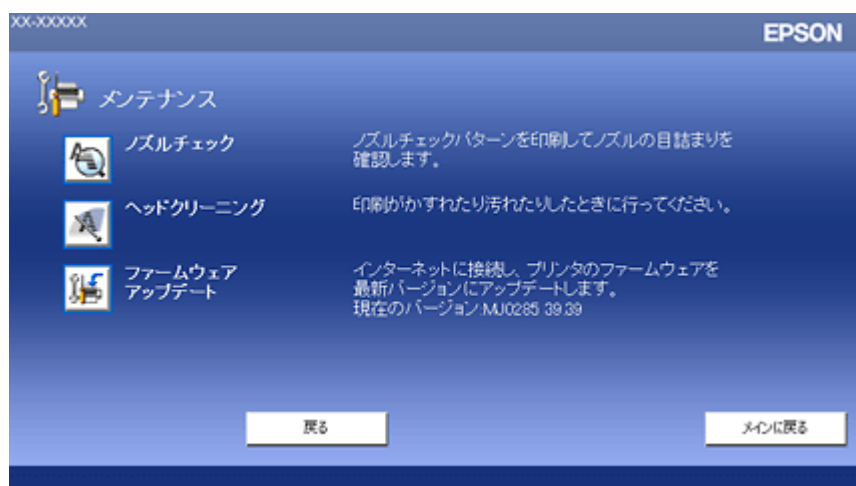 XX-XXXXX
EPSON
メンテナンス
ノズルチェック
ノズルチェックパターンを印刷してノズルの目詰まりを
確認します。
ヘッドクリーニング
印刷がかすれたり汚れたりしたときに行ってください。
ファームウェア
アップデート
インターネットに接続し、プリンタのファームウェアを
最新バージョンにアップデートします。
現在のバージョン:MJ0285 39.39
戻る
メインに戻る